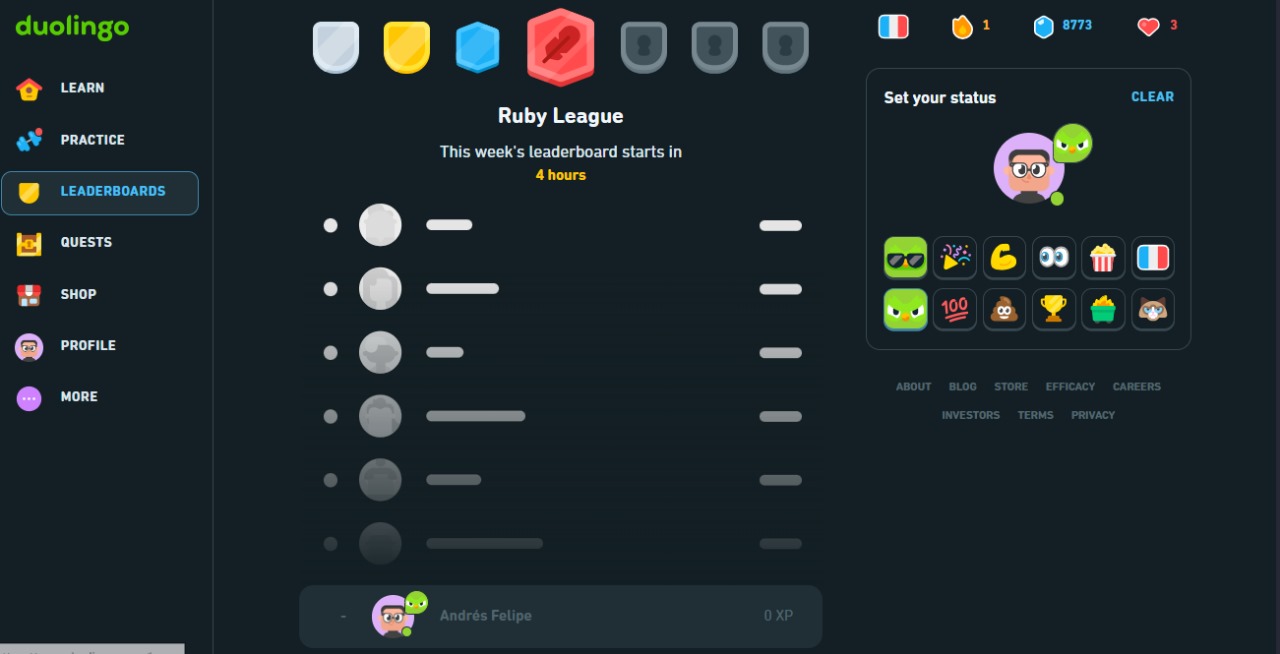 duolingo
LEARN
PRACTICE
LEADERBOARDS
QUESTS
SHOP
PROFILE
MORE
Ruby League
This week's leaderboard starts in
4 hours
- Andrés Felipe 0 XP
1 8773 3
Set your status CLEAR
100
ABOUT BLOG STORE EFFICACY CAREERS
INVESTORS TERMS PRIVACY